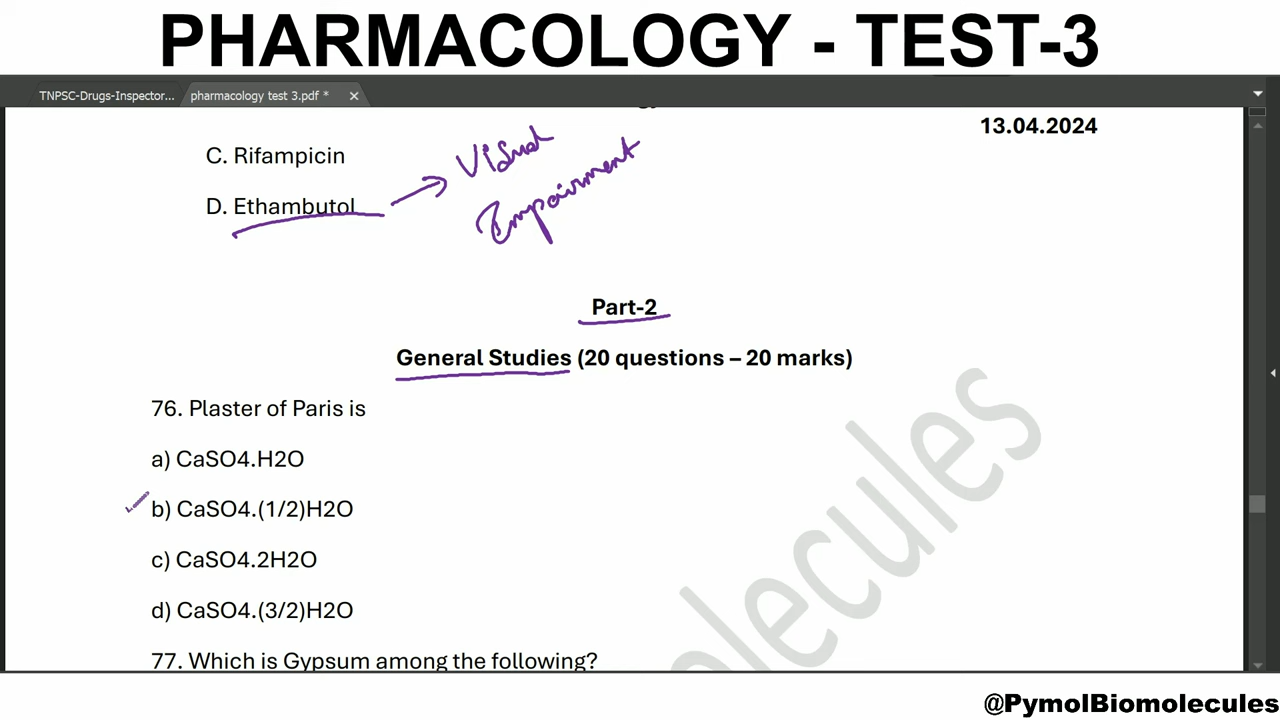 PHARMACOLOGY - TEST-3
TNPSC-Drugs-Inspector...
pharmacology test 3.pdf *
13.04.2024
C. Rifampicin
D. Ethambutol
Visual
Empairment
Part-2
General Studies (20 questions – 20 marks)
76. Plaster of Paris is
a) CaSO4.H2O
b) CaSO4.(1/2)H2O
c) CaSO4.2H2O
d) CaSO4.(3/2)H2O
77. Which is Gypsum among the following?
olecules
@PymolBiomolecules